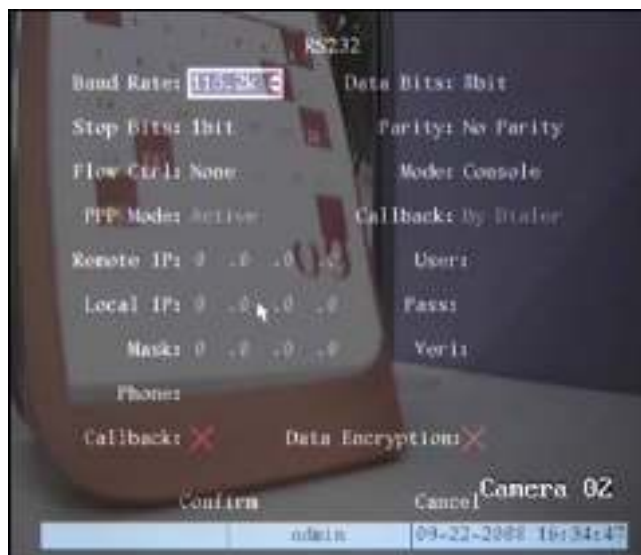 RS232
Baud Rate: 115.2K Data Bits: 8bit
Stop Bits: 1bit Parity: No Parity
Flow Ctrl: None Mode: Console
PPP Mode: Active Callback: By Dialer
Remote IP: 0 .0 .0 .0 User:
Local IP: 0 .0 .0 .0 Pass:
Mask: 0 .0 .0 .0 Veri:
Phone:
Callback: Data Encryption:
Confirm Cancel
Camera 02
admin 09-22-2008 16:34:47
09